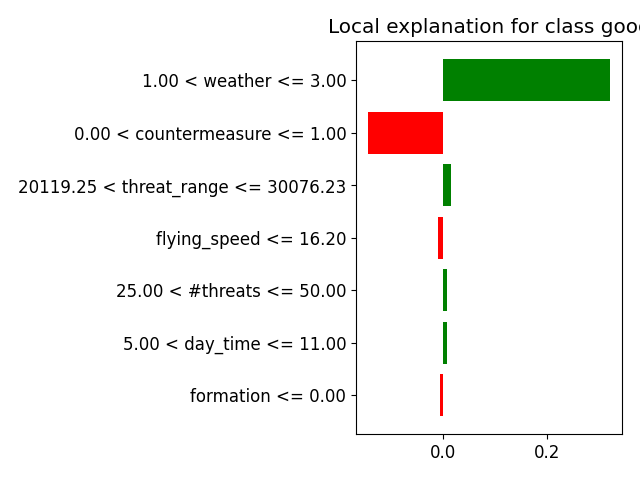 Local explanation for class good
1.00 < weather <= 3.00
0.00 < countermeasure <= 1.00
20119.25 < threat_range <= 30076.23
flying_speed <= 16.20
25.00 < #threats <= 50.00
5.00 < day_time <= 11.00
formation <= 0.00
0.0 0.2